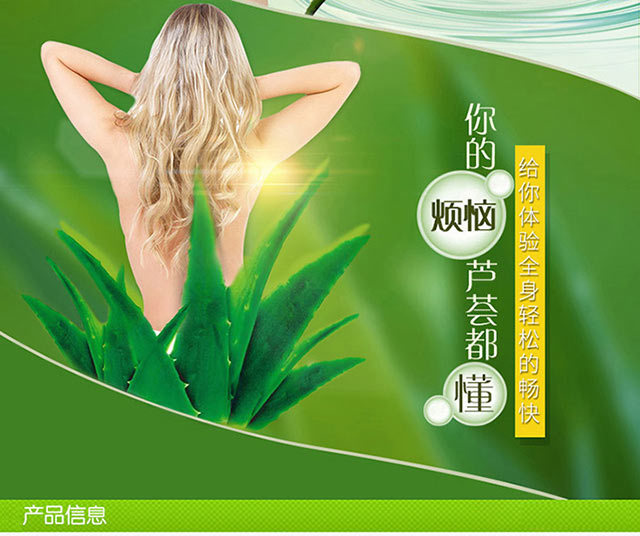 你的烦恼芦荟都懂
给你体验全身轻松的畅快
产品信息